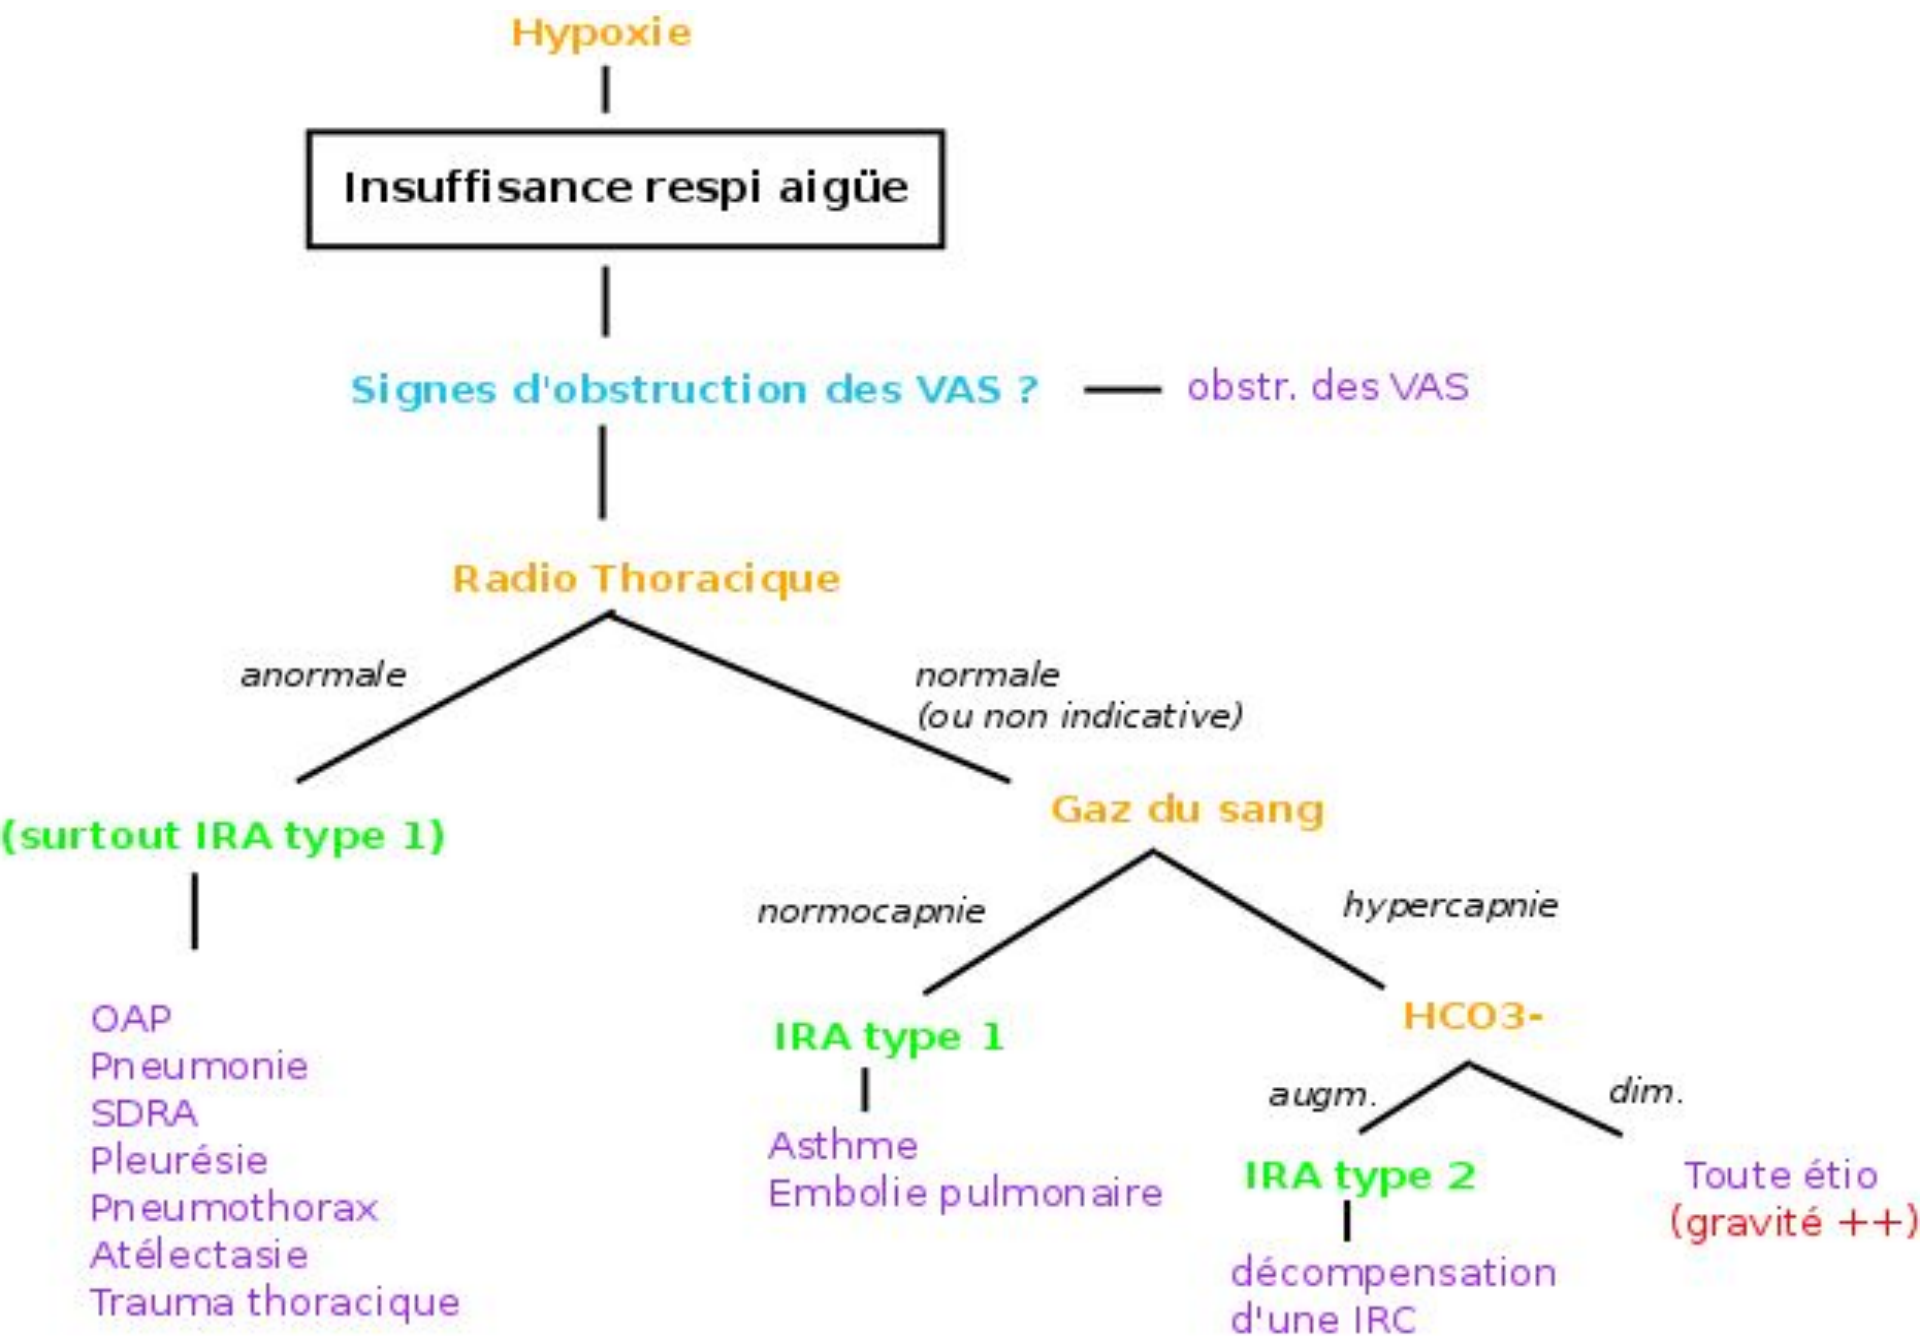 Hypoxie
Insuffisance respi aigüe
Signes d'obstruction des VAS ?
obstr. des VAS
Radio Thoracique
anormale
normale
(ou non indicative)
(surtout IRA type 1)
Gaz du sang
normocapnie
hypercapnie
OAP
Pneumonie
SDRA
Pleurésie
Pneumothorax
Atélectasie
Trauma thoracique
IRA type 1
Asthme
Embolie pulmonaire
HCO3-
augm.
dim.
IRA type 2
décompensation
d'une IRC
Toute étio
(gravité ++)